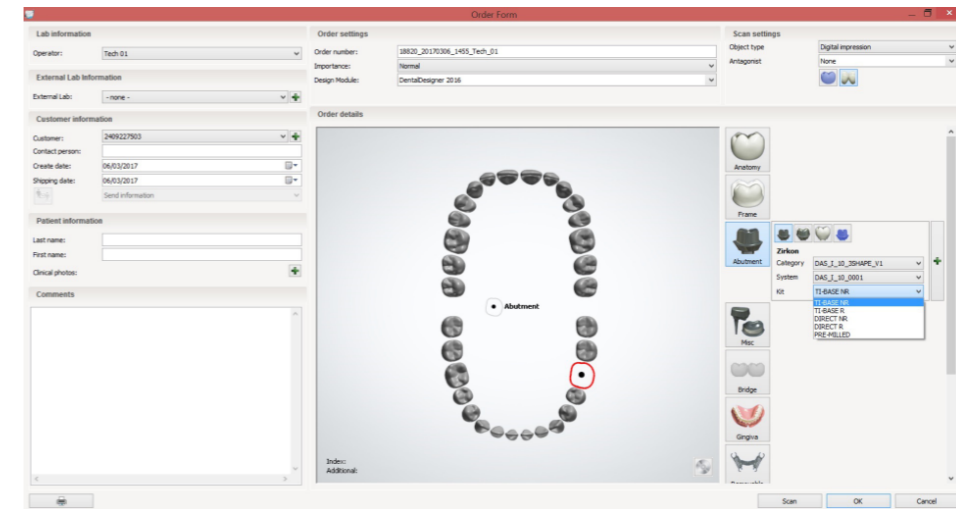 Order Form
Lab information
Operator:
Tech 01
External Lab Information
External Lab:
- none -
Customer information
Customer:
2409227503
Contact person:
Create date:
06/03/2017
Shipping date:
06/03/2017
Send information
Patient information
Last name:
First name:
Clinical photos:
Comments
Order settings
Order number:
18820_20170306_1455_Tech_01
Importance:
Normal
Design Module:
DentalDesigner 2016
Scan settings
Object type
Digital impression
Antagonist
None
Order details
Abutment
Index:
Additional:
Anatomy
Frame
Abutment
Zirkon
Category
DAS_I_10_3SHAPE_V1
System
DAS_I_10_0001
Kit
TI-BASE NR
TI-BASE NR
TI-BASE R
DIRECT NR
DIRECT R
PRE-MILLED
Misc
Bridge
Gingiva
Scan
OK
Cancel